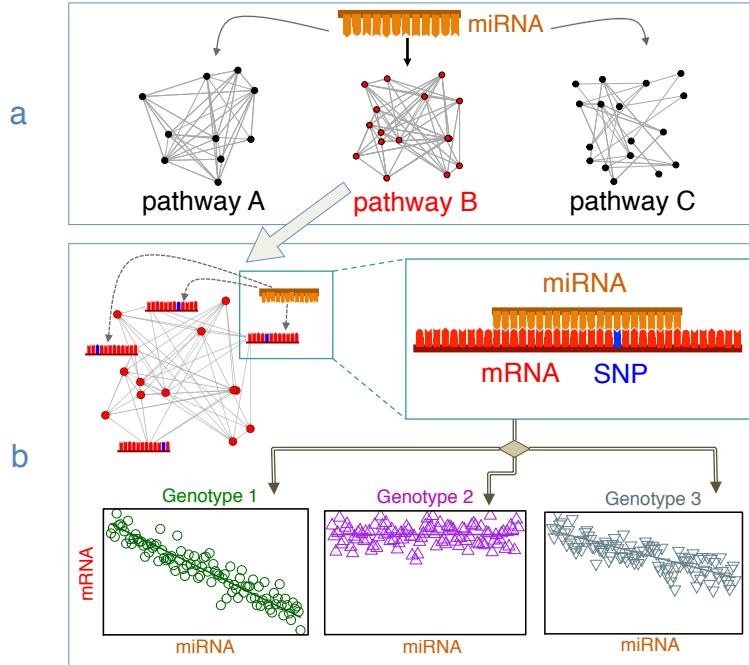 a
miRNA
pathway A
pathway B
pathway C
b
miRNA
mRNA
SNP
Genotype 1
Genotype 2
Genotype 3
mRNA
miRNA
miRNA
miRNA